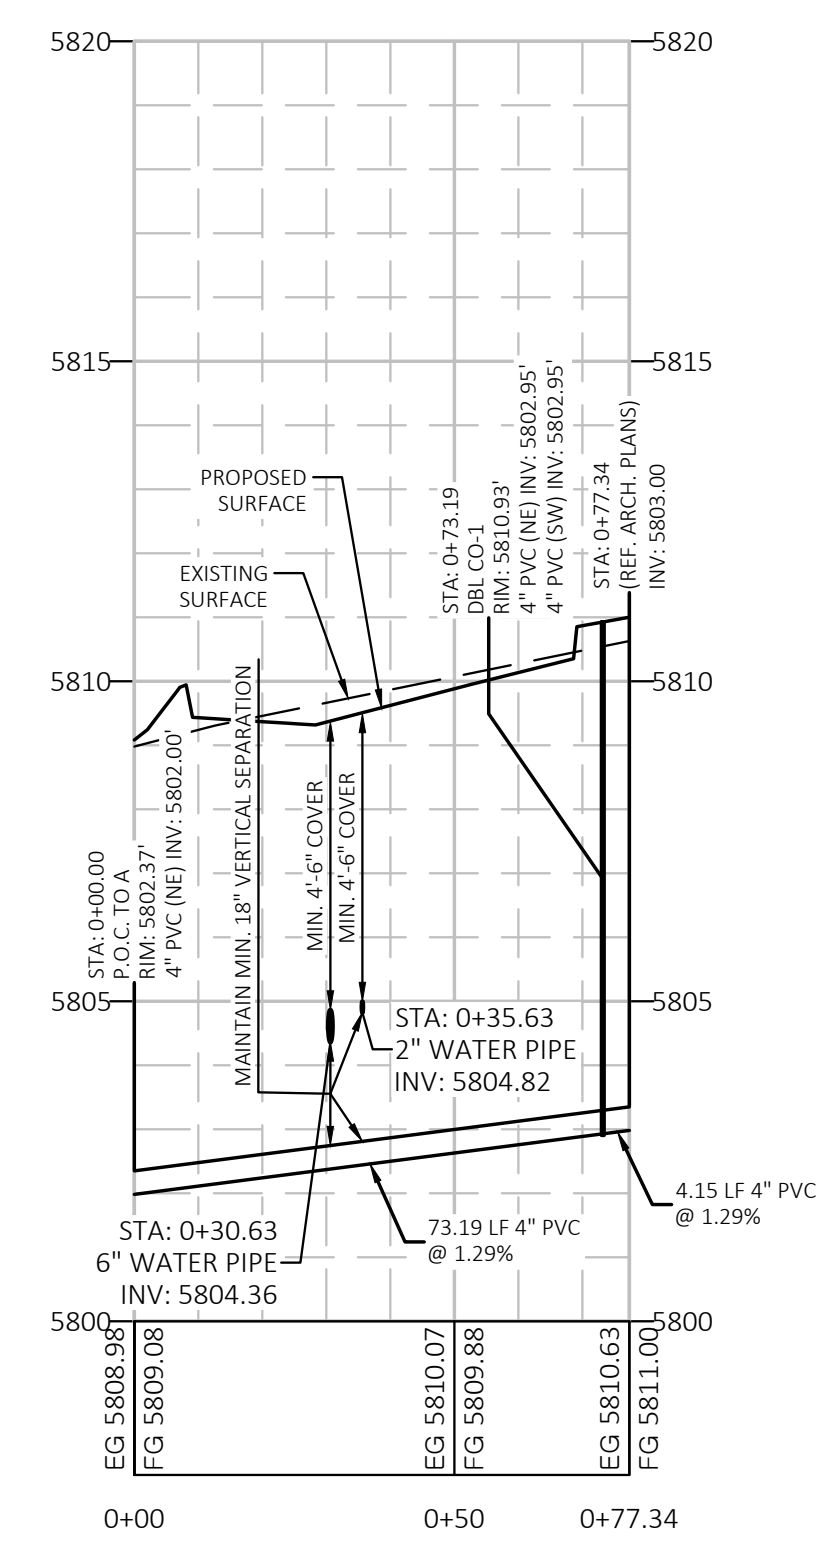 5820
5820
5815
5815
PROPOSED
SURFACE
EXISTING
SURFACE
STA: 0+73.19
DBL CO-1
RIM: 5810.93'
4" PVC (NE) INV: 5802.95'
4" PVC (SW) INV: 5802.95'
STA: 0+77.34
(REF. ARCH. PLANS)
INV: 5803.00
5810
5810
STA: 0+00.00
P.O.C. TO A
RIM: 5802.37'
4" PVC (NE) INV: 5802.00'
MAINTAIN MIN. 18" VERTICAL SEPARATION
MIN. 4'-6" COVER
MIN. 4'-6" COVER
5805
5805
STA: 0+35.63
2" WATER PIPE
INV: 5804.82
STA: 0+30.63
6" WATER PIPE
INV: 5804.36
73.19 LF 4" PVC
@ 1.29%
4.15 LF 4" PVC
@ 1.29%
5800
5800
EG 5808.98
FG 5809.08
EG 5810.07
FG 5809.88
EG 5810.63
FG 5811.00
0+00
0+50
0+77.34